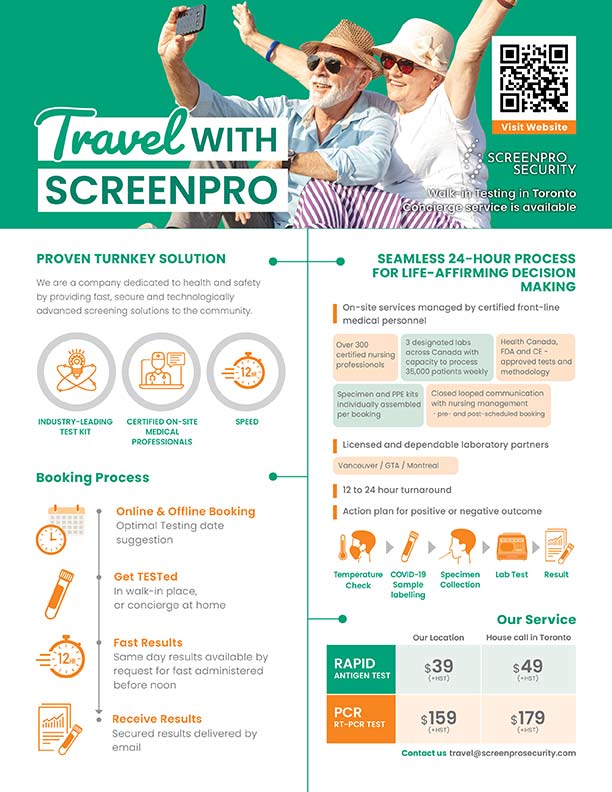 Travel WITH
SCREENPRO
Visit Website
SCREENPRO
SECURITY
Walk-in Testing in Toronto
Concierge service is available
PROVEN TURNKEY SOLUTION
We are a company dedicated to health and safety
by providing fast, secure and technologically
advanced screening solutions to the community.
12HR
INDUSTRY-LEADING
TEST KIT
CERTIFIED ON-SITE
MEDICAL
PROFESSIONALS
SPEED
Booking Process
Online & Offline Booking
Optimal Testing date
suggestion
Get TESTed
In walk-in place,
or concierge at home
12HR
Fast Results
Same day results available by
request for fast administered
before noon
Receive Results
Secured results delivered by
email
SEAMLESS 24-HOUR PROCESS
FOR LIFE-AFFIRMING DECISION
MAKING
On-site services managed by certified front-line
medical personnel
Over 300
certified nursing
professionals
3 designated labs
across Canada with
capacity to process
35,000 patients weekly
Health Canada,
FDA and CE -
approved tests and
methodology
Specimen and PPE kits
individually assembled
per booking
Closed looped communication
with nursing management
- pre- and post-scheduled booking
Licensed and dependable laboratory partners
Vancouver / GTA / Montreal
12 to 24 hour turnaround
Action plan for positive or negative outcome
Temperature
Check
COVID-19
Sample
labelling
Specimen
Collection
Lab Test
Result
Our Service
Our Location
House call in Toronto
RAPID
ANTIGEN TEST
$39
(+HST)
$49
(+HST)
PCR
RT-PCR TEST
$159
(+HST)
$179
(+HST)
Contact us travel@screenprosecurity.com